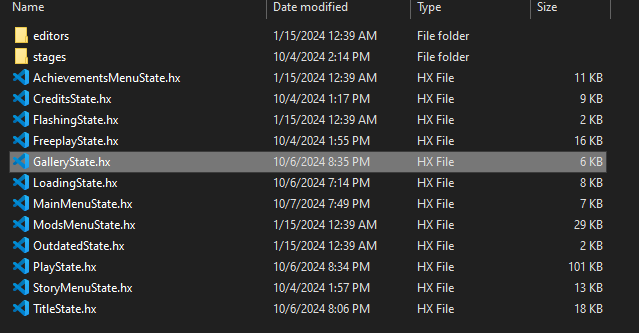 Name Date modified Type Size
editors 1/15/2024 12:39 AM File folder
stages 10/4/2024 2:14 PM File folder
AchievementsMenuState.hx 1/15/2024 12:39 AM HX File 11 KB
CreditsState.hx 10/4/2024 1:17 PM HX File 9 KB
FlashingState.hx 1/15/2024 12:39 AM HX File 2 KB
FreeplayState.hx 10/4/2024 1:55 PM HX File 16 KB
GalleryState.hx 10/6/2024 8:35 PM HX File 6 KB
LoadingState.hx 10/6/2024 7:14 PM HX File 8 KB
MainMenuState.hx 10/7/2024 7:49 PM HX File 7 KB
ModsMenuState.hx 1/15/2024 12:39 AM HX File 29 KB
OutdatedState.hx 1/15/2024 12:39 AM HX File 2 KB
PlayState.hx 10/6/2024 8:34 PM HX File 101 KB
StoryMenuState.hx 10/4/2024 1:57 PM HX File 13 KB
TitleState.hx 10/6/2024 8:06 PM HX File 18 KB